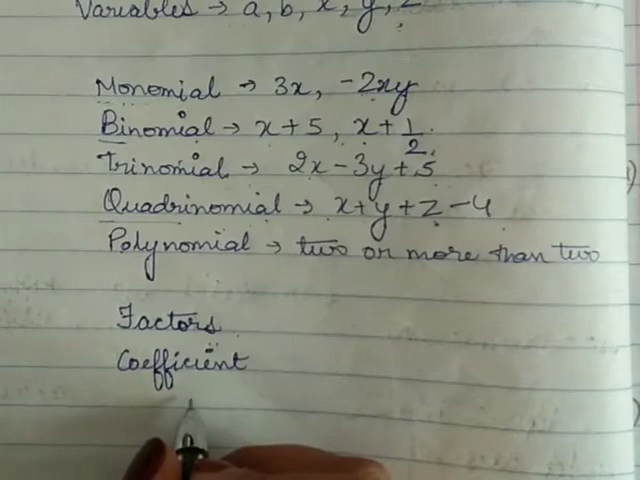 Variables → a, b, x, y, z
Monomial → 3x, -2xy
Binomial → x+5, x+1/2
Trinomial → 2x-3y+5
Quadrinomial → x+y+z-4
Polynomial → two or more than two
Factors
Coefficient